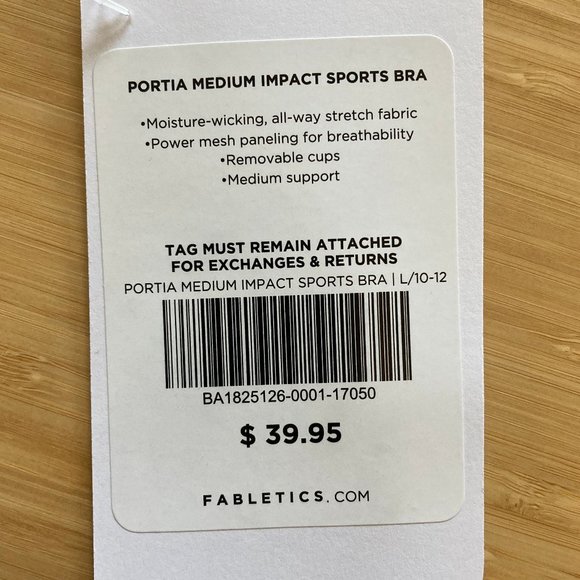 PORTIA MEDIUM IMPACT SPORTS BRA
•Moisture-wicking, all-way stretch fabric
•Power mesh paneling for breathability
•Removable cups
•Medium support
TAG MUST REMAIN ATTACHED
FOR EXCHANGES & RETURNS
PORTIA MEDIUM IMPACT SPORTS BRA | L/10-12
BA1825126-0001-17050
$ 39.95
FABLETICS.COM